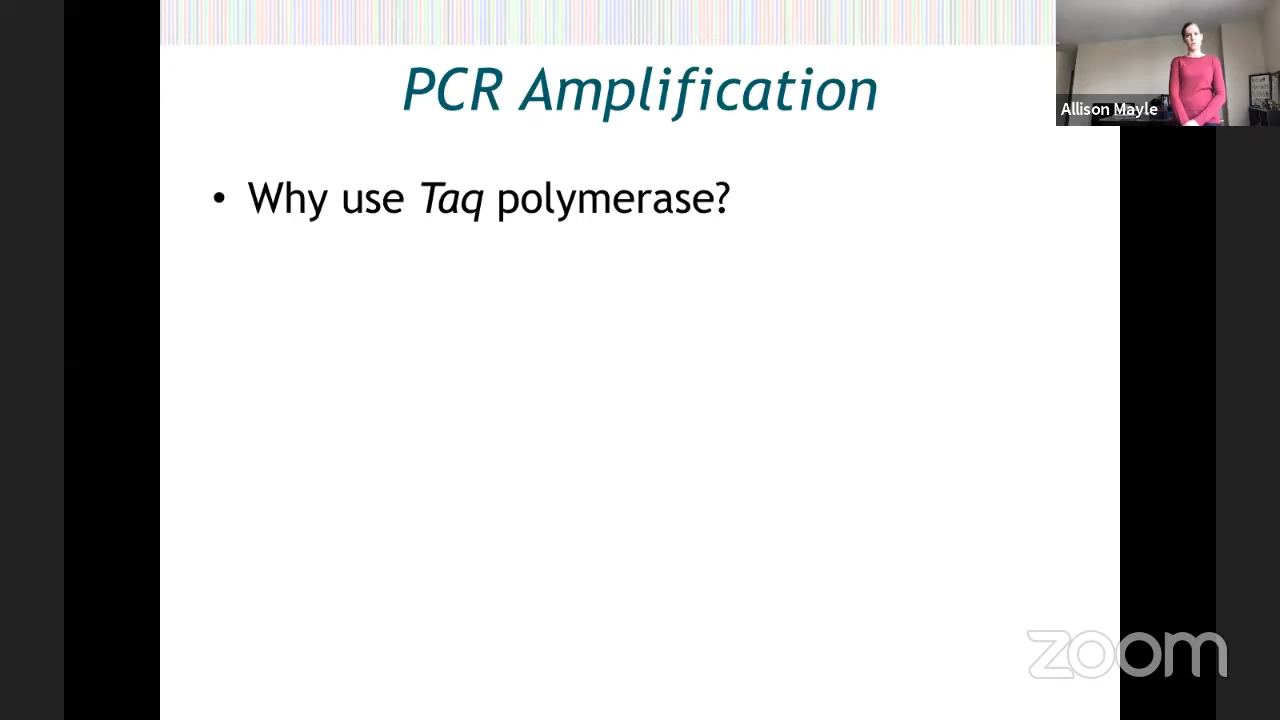 PCR Amplification
Allison Mayle
• Why use Taq polymerase?
zoom